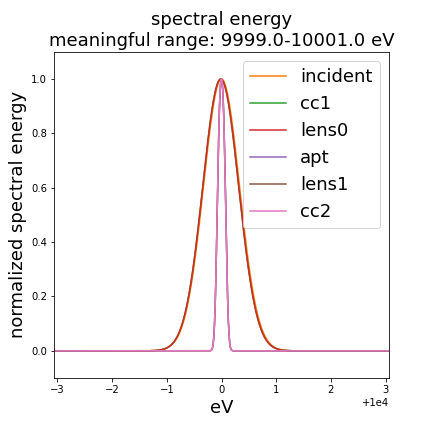 spectral energy
meaningful range: 9999.0-10001.0 eV
normalized spectral energy
1.0
0.8
0.6
0.4
0.2
0.0
incident
cc1
lens0
apt
lens1
cc2
−3
−2
−1
0
1
2
3
+1e4
eV